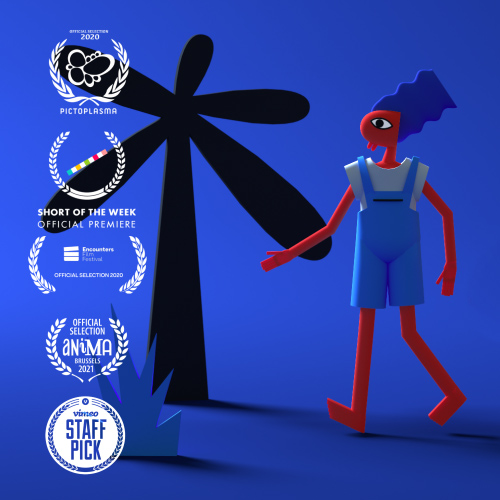 OFFICIAL SELECTION
2020
PICTOPLASMA
SHORT OF THE WEEK
OFFICIAL PREMIERE
Encounters
Film
Festival
OFFICIAL SELECTION 2020
OFFICIAL
SELECTION
ANiMA
BRUSSELS
2021
vimeo
STAFF
PICK